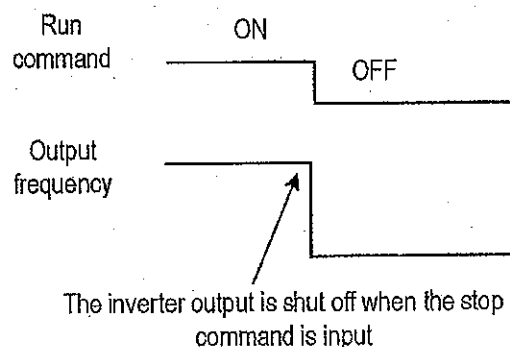 Run
command
ON
OFF
Output
frequency
The inverter output is shut off when the stop
command is input